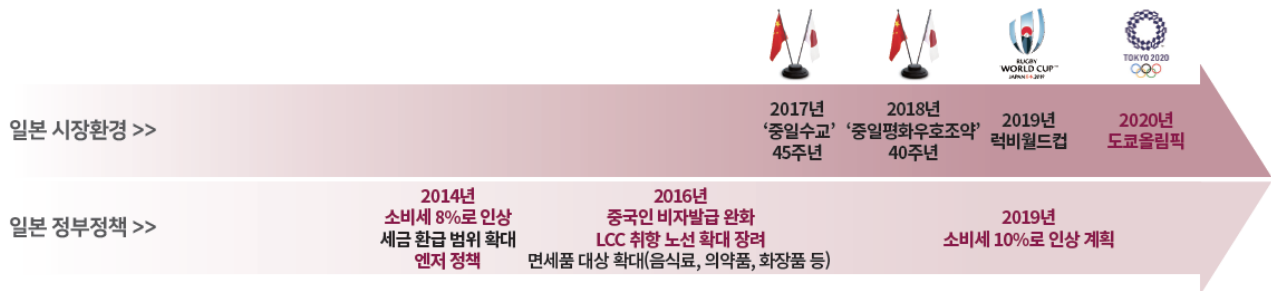 RUGBY
WORLD CUP™
JAPAN 日本 2019
TOKYO 2020
일본 시장환경 >>
2017년
‘중일수교’
45주년
2018년
‘중일평화우호조약’
40주년
2019년
럭비월드컵
2020년
도쿄올림픽
일본 정부정책 >>
2014년
소비세 8%로 인상
세금 환급 범위 확대
엔저 정책
2016년
중국인 비자발급 완화
LCC 취항 노선 확대 장려
면세품 대상 확대(음식료, 의약품, 화장품 등)
2019년
소비세 10%로 인상 계획